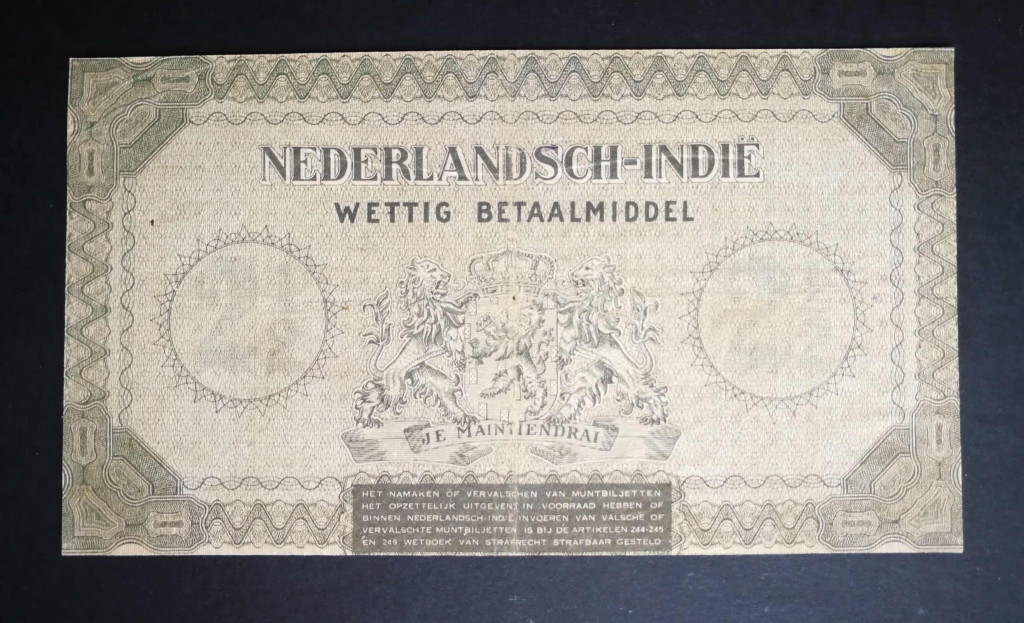 NEDERLANDSCH-INDIË
WETTIG BETAALMIDDEL
JE MAINTIENDRAI
HET NAMAKEN OF VERVALSCHEN VAN MUNTBILJETTEN
HET OPZETTELIJK UITGEVEN IN VOORRAAD HEBBEN OF
BINNEN NEDERLANDSCH-INDIE INVOEREN VAN VALSCHE OF
VERVALSCHTE MUNTBILJETTEN IS BIJ DE ARTIKELEN 244-245
EN 249 WETBOEK VAN STRAFRECHT STRAFBAAR GESTELD